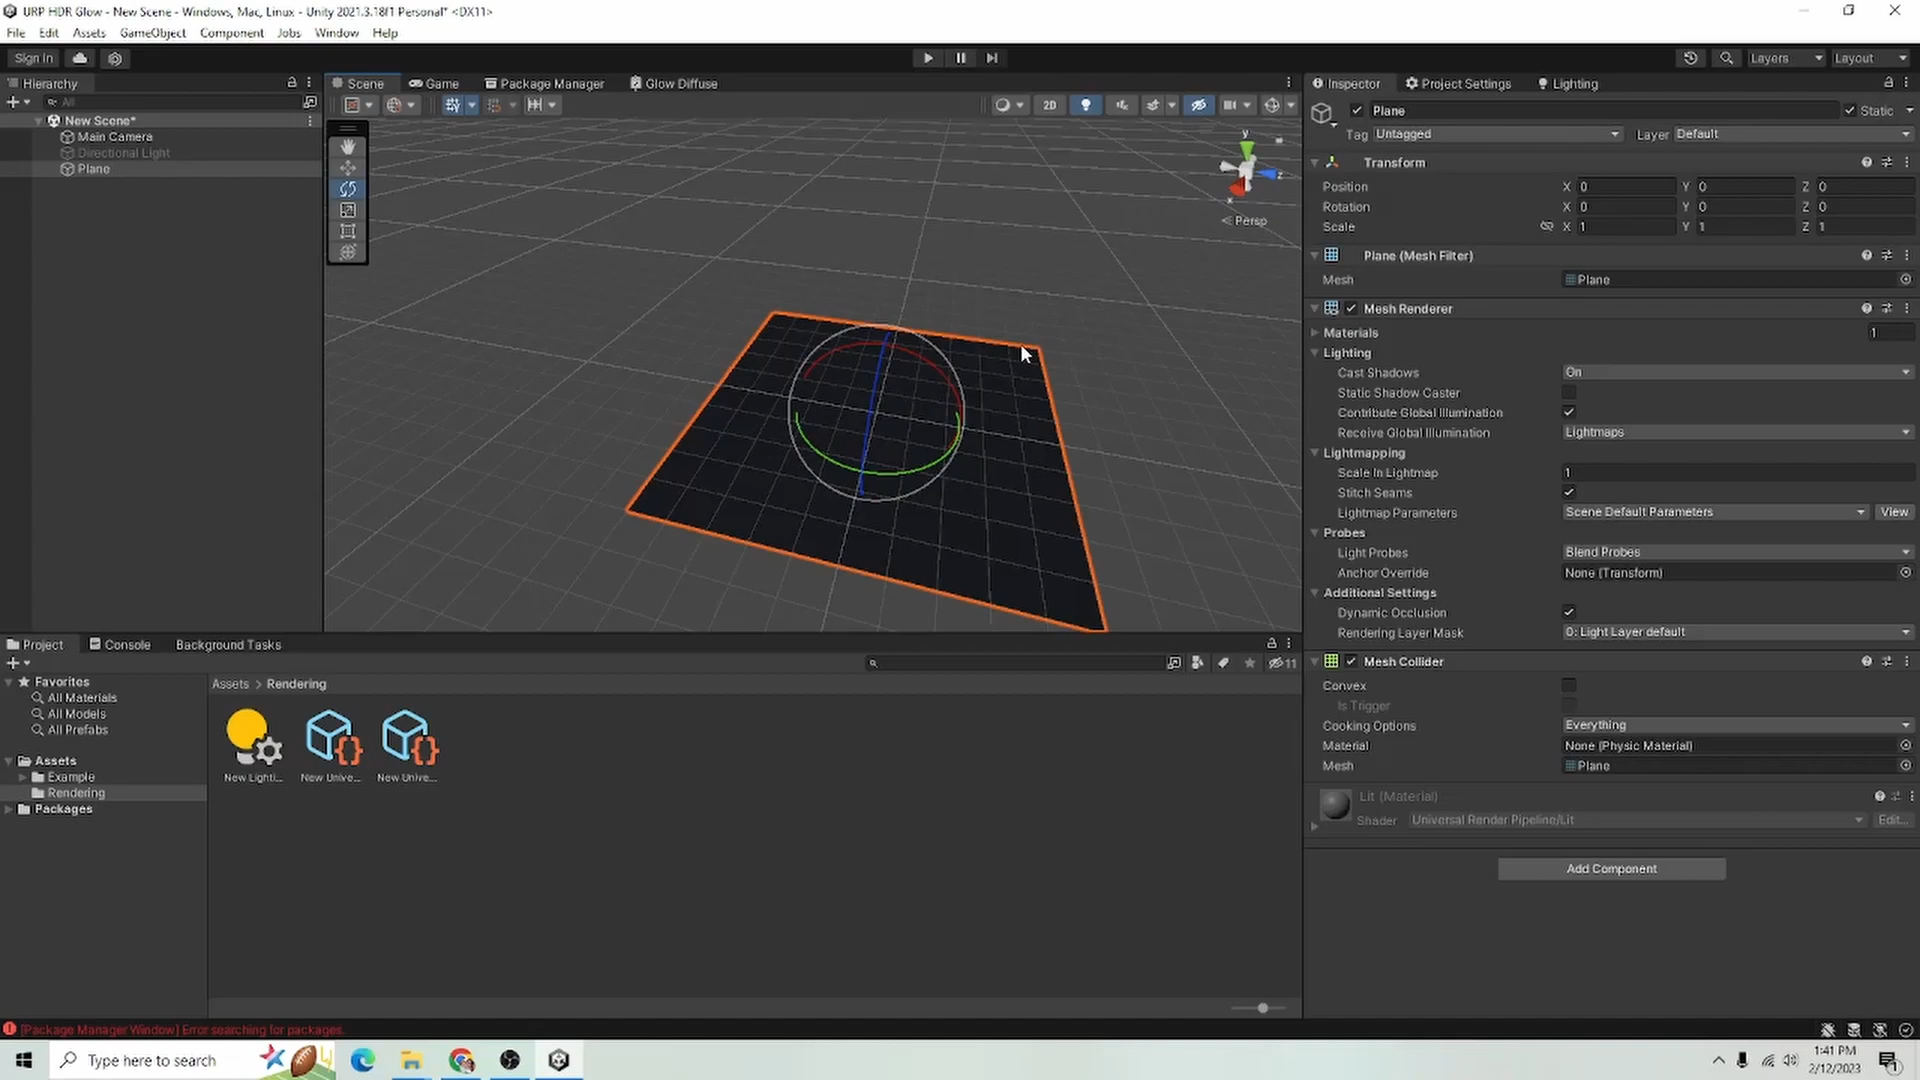 URP HDR Glow - New Scene - Windows, Mac, Linux - Unity 2021.3.18f1 Personal* <DX11>
File Edit Assets GameObject Component Jobs Window Help
Sign In Layers Layout
Hierarchy
All
New Scene*
Main Camera
Directional Light
Plane
Scene Game Package Manager Glow Diffuse
2D
y
z
x
Persp
Inspector Project Settings Lighting
Plane Static
Tag Untagged Layer Default
Transform
Position X 0 Y 0 Z 0
Rotation X 0 Y 0 Z 0
Scale X 1 Y 1 Z 1
Plane (Mesh Filter)
Mesh Plane
Mesh Renderer
Materials 1
Lighting
Cast Shadows On
Static Shadow Caster
Contribute Global Illumination
Receive Global Illumination Lightmaps
Lightmapping
Scale In Lightmap 1
Stitch Seams
Lightmap Parameters Scene Default Parameters View
Probes
Light Probes Blend Probes
Anchor Override None (Transform)
Additional Settings
Dynamic Occlusion
Rendering Layer Mask 0: Light Layer default
Mesh Collider
Convex
Is Trigger
Cooking Options Everything
Material None (Physic Material)
Mesh Plane
Lit (Material)
Shader Universal Render Pipeline/Lit Edit...
Add Component
Project Console Background Tasks
11
Favorites
All Materials
All Models
All Prefabs
Assets
Example
Rendering
Packages
Assets > Rendering
New Lighti... New Unive... New Unive...
[Package Manager Window] Error searching for packages.
Type here to search
1:41 PM
2/12/2023
1